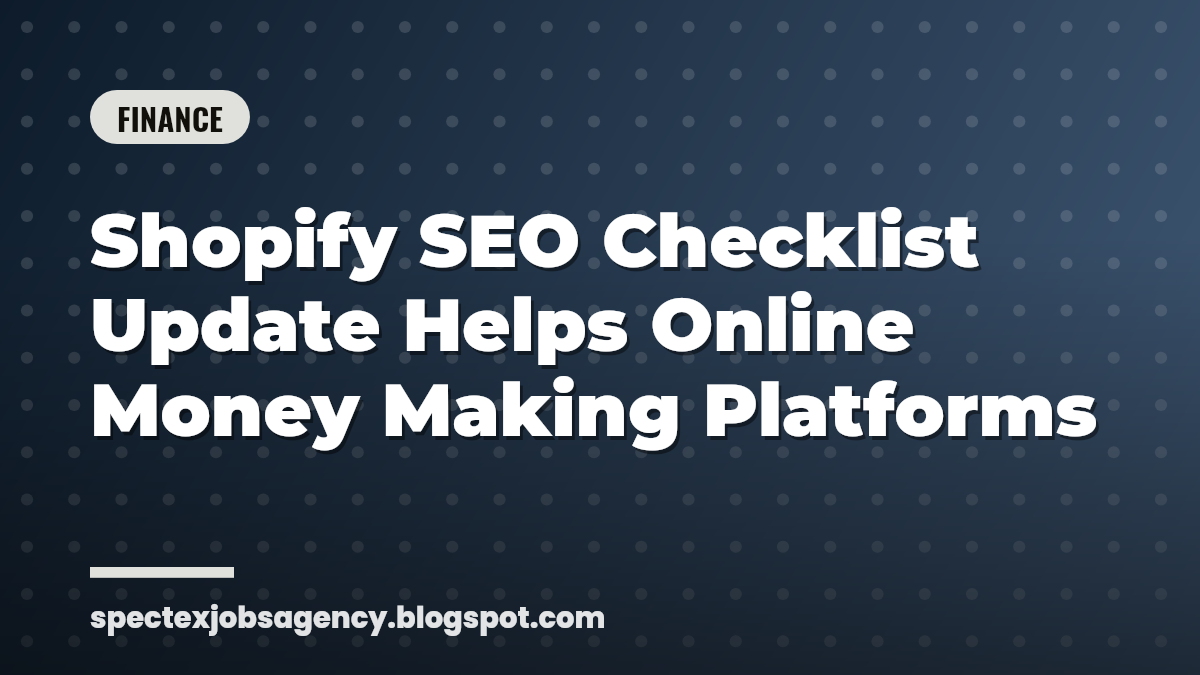 FINANCE
Shopify SEO Checklist
Update Helps Online
Money Making Platforms
spectexjobsagency.blogspot.com